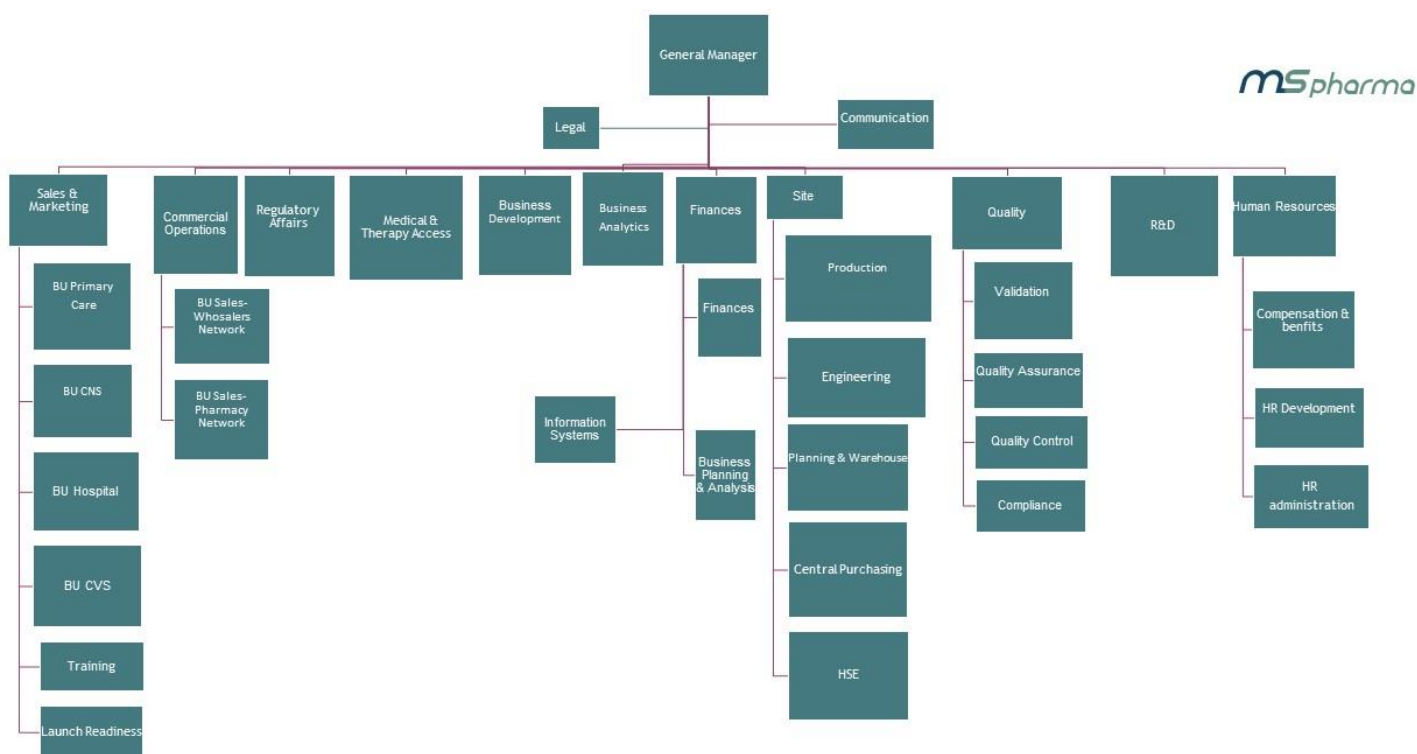 General Manager
MS pharma
Legal
Communication
Sales &
Marketing
Commercial
Operations
Regulatory
Affairs
Medical &
Therapy Access
Business
Development
Business
Analytics
Finances
Site
Quality
R&D
Human Resources
BU Primary
Care
BU CNS
BU Hospital
BU CVS
Training
Launch Readiness
BU Sales-
Whosalers
Network
BU Sales-
Pharmacy
Network
Finances
Information
Systems
Business
Planning
& Analysis
Production
Engineering
Planning & Warehouse
Central Purchasing
HSE
Validation
Quality Assurance
Quality Control
Compliance
Compensation &
benfits
HR Development
HR
administration